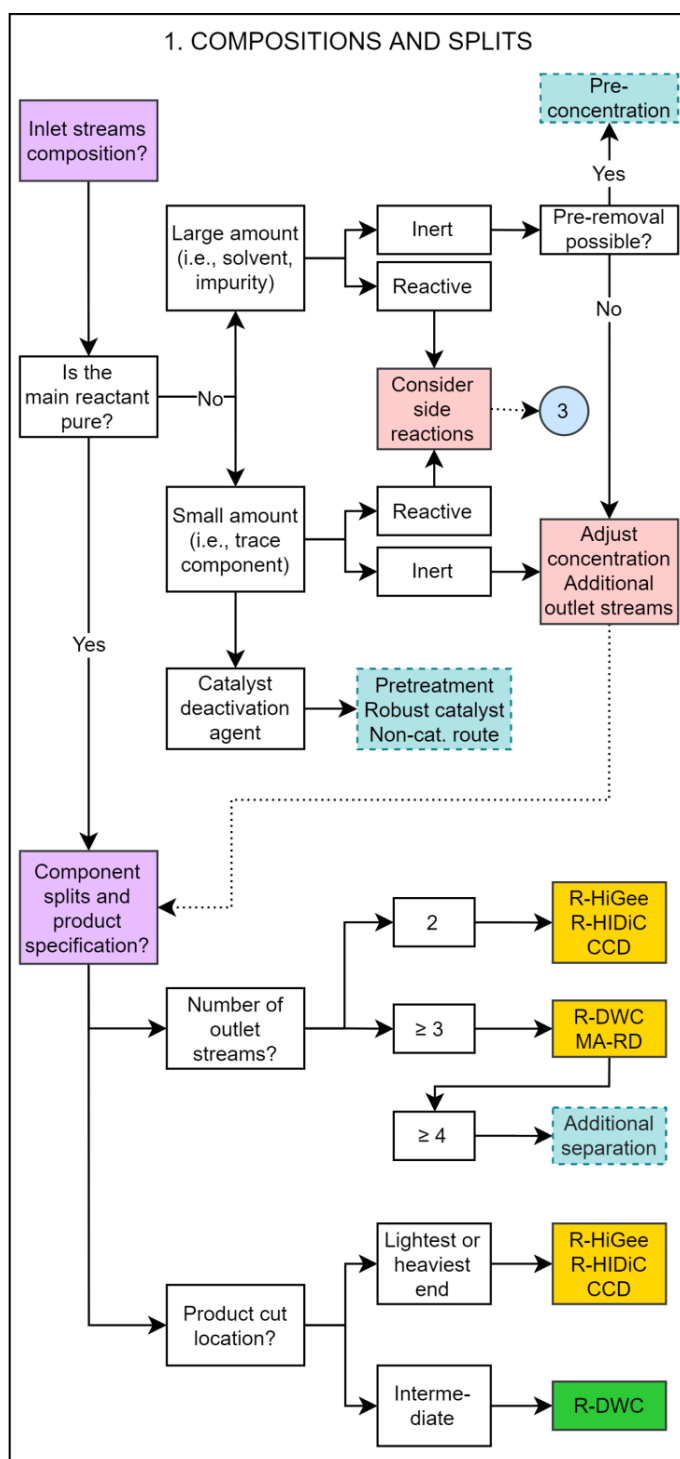 1. COMPOSITIONS AND SPLITS
Pre-
concentration
Inlet streams
composition?
Yes
Large amount
(i.e., solvent,
impurity)
Inert
Pre-removal
possible?
Reactive
No
Is the
main reactant
pure?
No
Consider
side
reactions
3
Small amount
(i.e., trace
component)
Reactive
Inert
Adjust
concentration
Additional
outlet streams
Yes
Catalyst
deactivation
agent
Pretreatment
Robust catalyst
Non-cat. route
Component
splits and
product
specification?
2
R-HiGee
R-HIDiC
CCD
Number of
outlet
streams?
≥ 3
R-DWC
MA-RD
≥ 4
Additional
separation
Lightest or
heaviest
end
R-HiGee
R-HIDiC
CCD
Product cut
location?
Interme-
diate
R-DWC